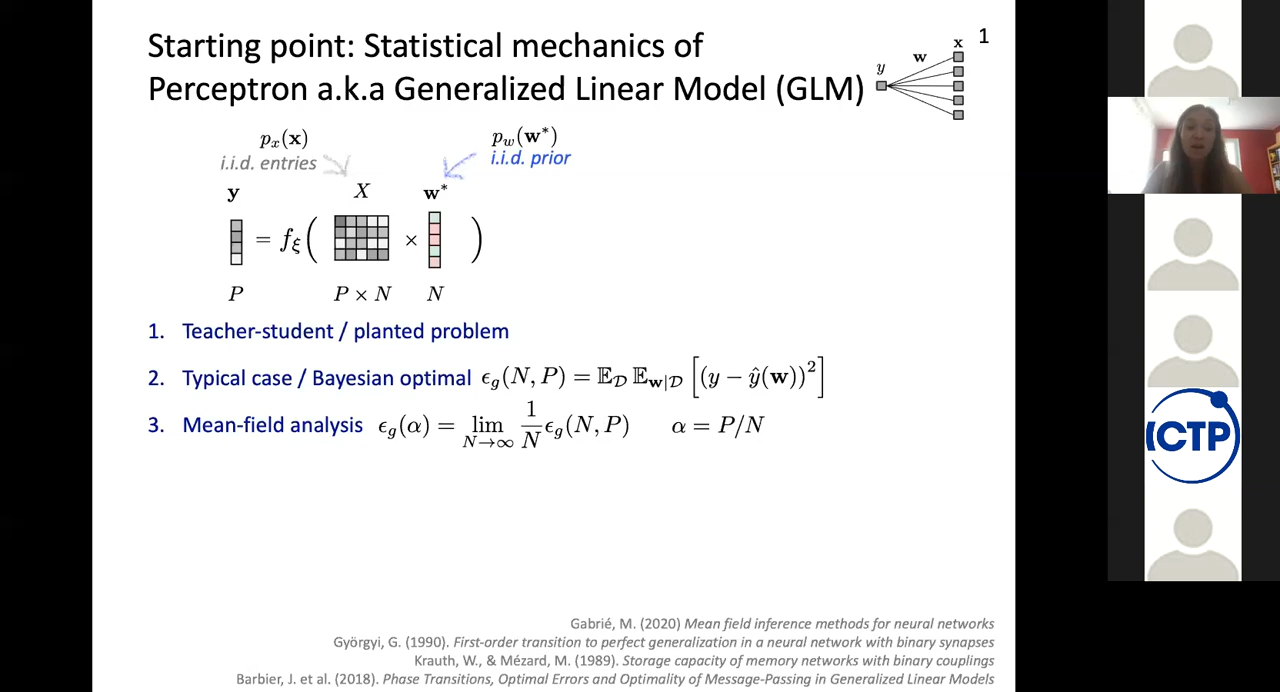 Starting point: Statistical mechanics of
Perceptron a.k.a Generalized Linear Model (GLM)
y
w
x
1
p_x(x)
i.i.d. entries
p_w(w*)
i.i.d. prior
y
X
w*
= f_ξ( × )
P
P × N
N
1. Teacher-student / planted problem
2. Typical case / Bayesian optimal ϵ_g(N, P) = 𝔼_𝒟 𝔼_{w|𝒟} [(y − ŷ(w))²]
3. Mean-field analysis ϵ_g(α) = lim_{N→∞} 1/N ϵ_g(N, P) α = P/N
Gabrié, M. (2020) Mean field inference methods for neural networks
Györgyi, G. (1990). First-order transition to perfect generalization in a neural network with binary synapses
Krauth, W., & Mézard, M. (1989). Storage capacity of memory networks with binary couplings
Barbier, J. et al. (2018). Phase Transitions, Optimal Errors and Optimality of Message-Passing in Generalized Linear Models
ICTP